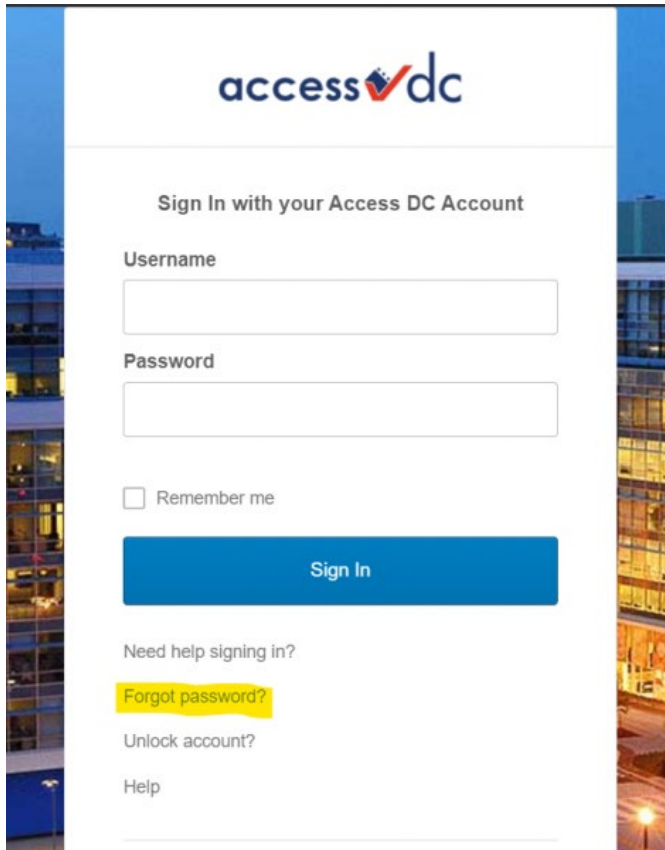 access dc
Sign In with your Access DC Account
Username
Password
Remember me
Sign In
Need help signing in?
Forgot password?
Unlock account?
Help